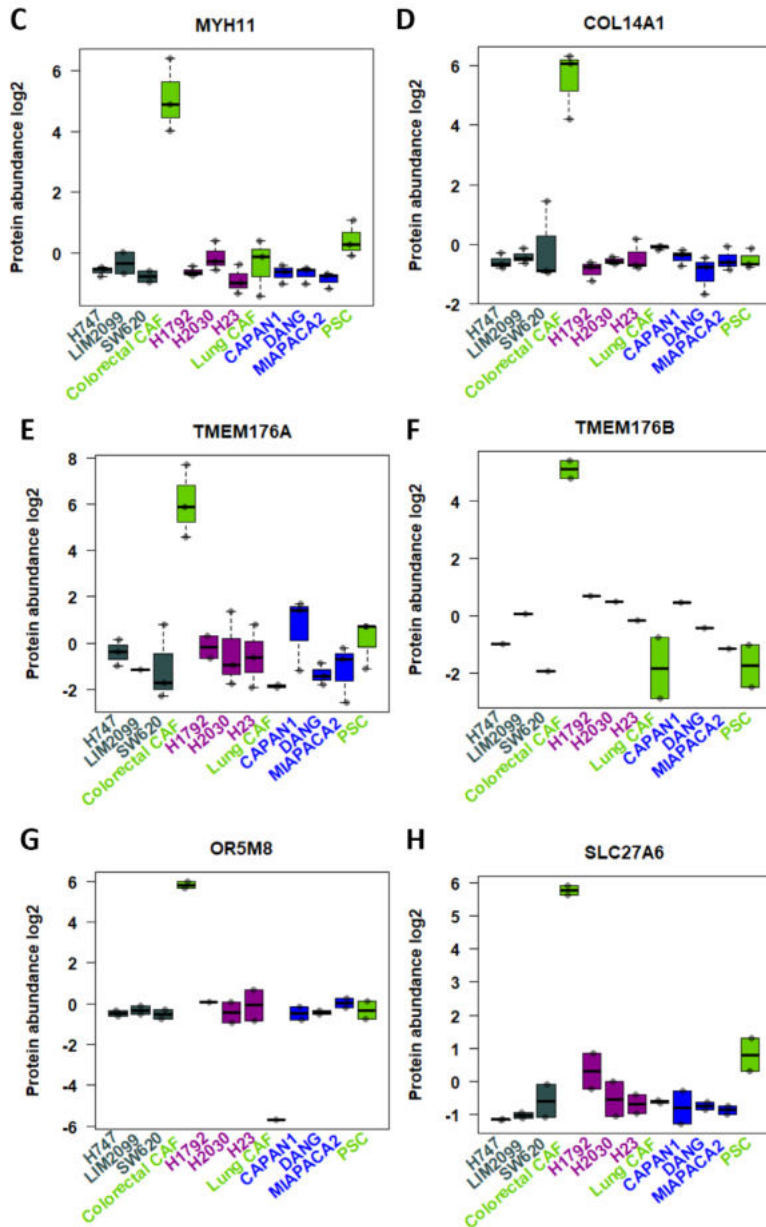 C
MYH11
Protein abundance log2
6
4
2
0
H747
LIM2099
SW620
Colorectal CAF
H1792
H2030
H23
Lung CAF
CAPAN1
DANG
MIAPACA2
PSC
D
COL14A1
Protein abundance log2
6
4
2
0
-2
H747
LIM2099
SW620
Colorectal CAF
H1792
H2030
H23
Lung CAF
CAPAN1
DANG
MIAPACA2
PSC
E
TMEM176A
Protein abundance log2
8
6
4
2
0
-2
H747
LIM2099
SW620
Colorectal CAF
H1792
H2030
H23
Lung CAF
CAPAN1
DANG
MIAPACA2
PSC
F
TMEM176B
Protein abundance log2
4
2
0
-2
H747
LIM2099
SW620
Colorectal CAF
H1792
H2030
H23
Lung CAF
CAPAN1
DANG
MIAPACA2
PSC
G
OR5M8
Protein abundance log2
6
4
2
0
-2
-4
-6
H747
LIM2099
SW620
Colorectal CAF
H1792
H2030
H23
Lung CAF
CAPAN1
DANG
MIAPACA2
PSC
H
SLC27A6
Protein abundance log2
6
5
4
3
2
1
0
-1
H747
LIM2099
SW620
Colorectal CAF
H1792
H2030
H23
Lung CAF
CAPAN1
DANG
MIAPACA2
PSC